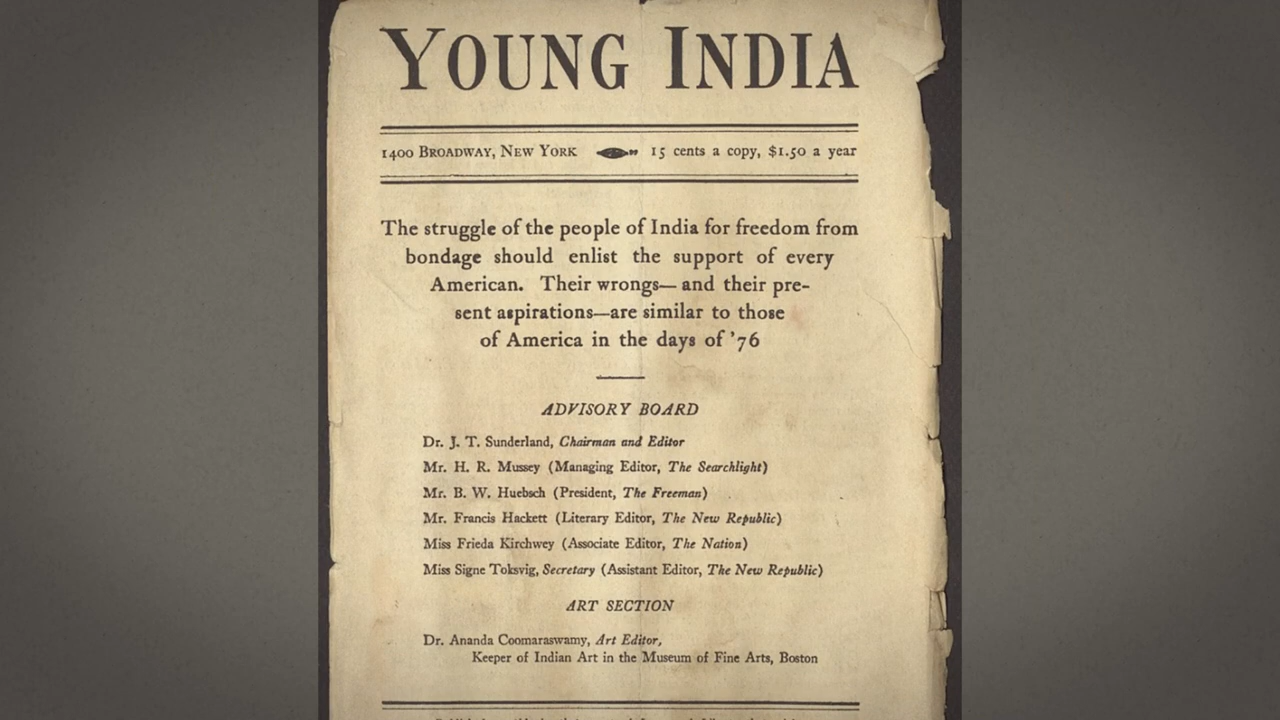 YOUNG INDIA
1400 BROADWAY, NEW YORK 15 cents a copy, $1.50 a year
The struggle of the people of India for freedom from
bondage should enlist the support of every
American. Their wrongs—and their pre-
sent aspirations—are similar to those
of America in the days of '76
ADVISORY BOARD
Dr. J. T. Sunderland, Chairman and Editor
Mr. H. R. Mussey (Managing Editor, The Searchlight)
Mr. B. W. Huebsch (President, The Freeman)
Mr. Francis Hackett (Literary Editor, The New Republic)
Miss Frieda Kirchwey (Associate Editor, The Nation)
Miss Signe Toksvig, Secretary (Assistant Editor, The New Republic)
ART SECTION
Dr. Ananda Coomaraswamy, Art Editor,
Keeper of Indian Art in the Museum of Fine Arts, Boston